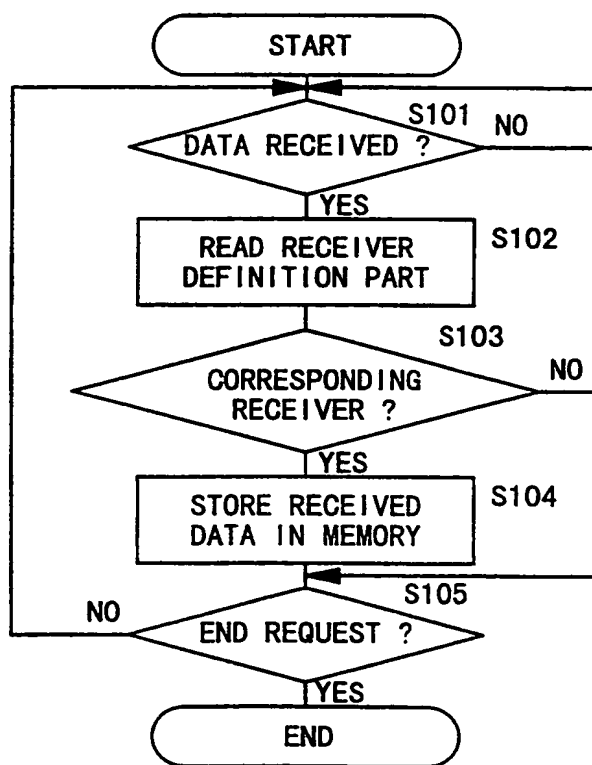 START
S101
DATA RECEIVED ?
NO
YES
READ RECEIVER
DEFINITION PART
S102
S103
CORRESPONDING
RECEIVER ?
NO
YES
STORE RECEIVED
DATA IN MEMORY
S104
S105
NO
END REQUEST ?
YES
END